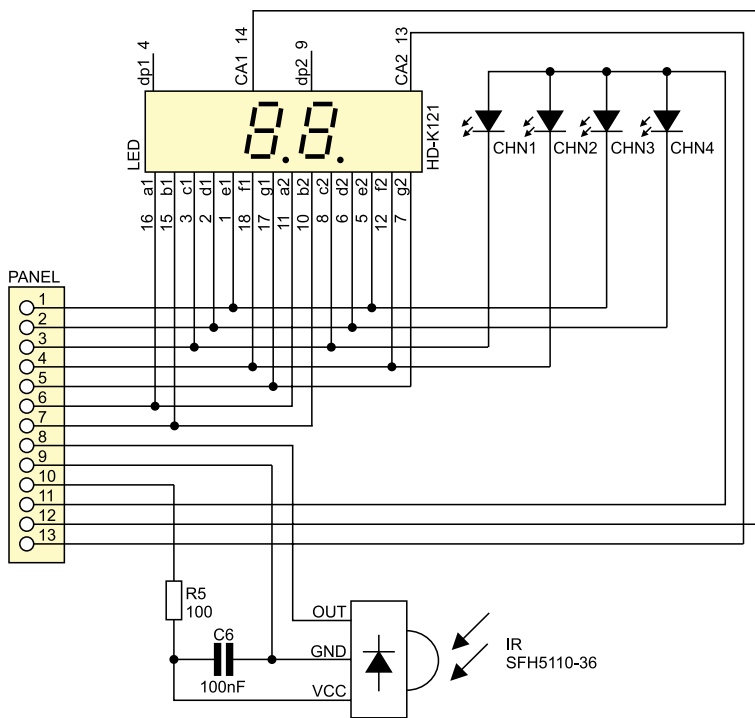 dp1 4
CA1 14
dp2 9
CA2 13
LED
HD-K121
CHN1
CHN2
CHN3
CHN4
16 a1
15 b1
3 c1
2 d1
1 e1
18 f1
17 g1
11 a2
10 b2
8 c2
6 d2
5 e2
12 f2
7 g2
PANEL
1
2
3
4
5
6
7
8
9
10
11
12
13
R5
100
C6
100nF
OUT
GND
VCC
IR
SFH5110-36
8.8.